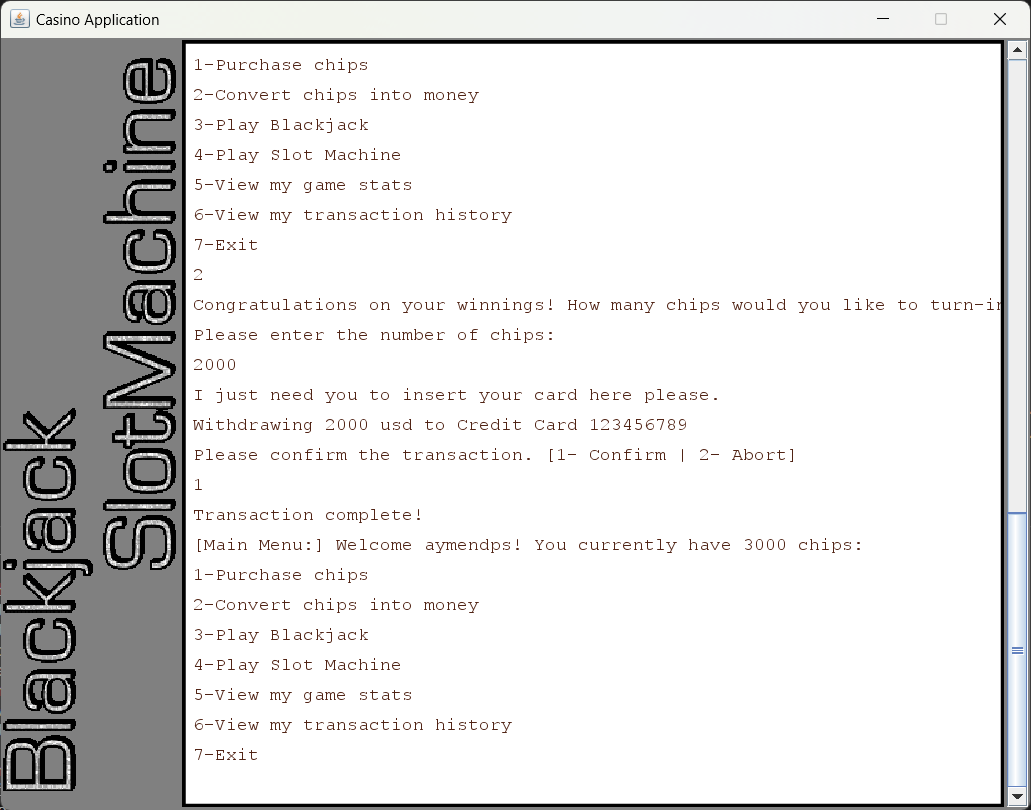 Casino Application
Blackjack
SlotMachine
1-Purchase chips
2-Convert chips into money
3-Play Blackjack
4-Play Slot Machine
5-View my game stats
6-View my transaction history
7-Exit
2
Congratulations on your winnings! How many chips would you like to turn-in
Please enter the number of chips:
2000
I just need you to insert your card here please.
Withdrawing 2000 usd to Credit Card 123456789
Please confirm the transaction. [1- Confirm | 2- Abort]
1
Transaction complete!
[Main Menu:] Welcome aymendps! You currently have 3000 chips:
1-Purchase chips
2-Convert chips into money
3-Play Blackjack
4-Play Slot Machine
5-View my game stats
6-View my transaction history
7-Exit